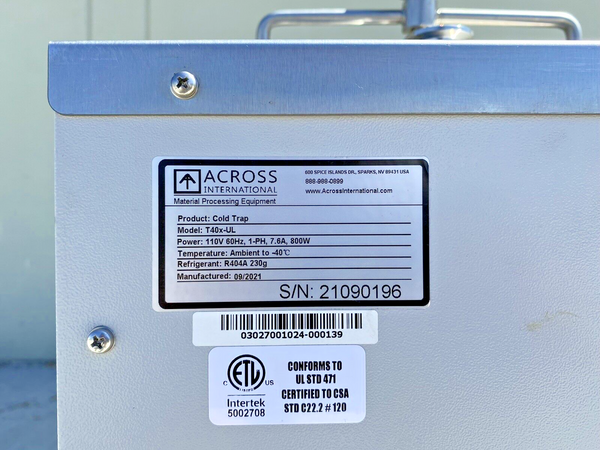 ACROSS
INTERNATIONAL
Material Processing Equipment
600 SPICE ISLANDS DR., SPARKS, NV 89431 USA
888-988-0899
www.AcrossInternational.com
Product: Cold Trap
Model: T40x-UL
Power: 110V 60Hz, 1-PH, 7.6A, 800W
Temperature: Ambient to -40℃
Refrigerant: R404A 230g
Manufactured: 09/2021
S/N: 21090196
03027001024-000139
ETL
C US
Intertek
5002708
CONFORMS TO
UL STD 471
CERTIFIED TO CSA
STD C22.2 # 120